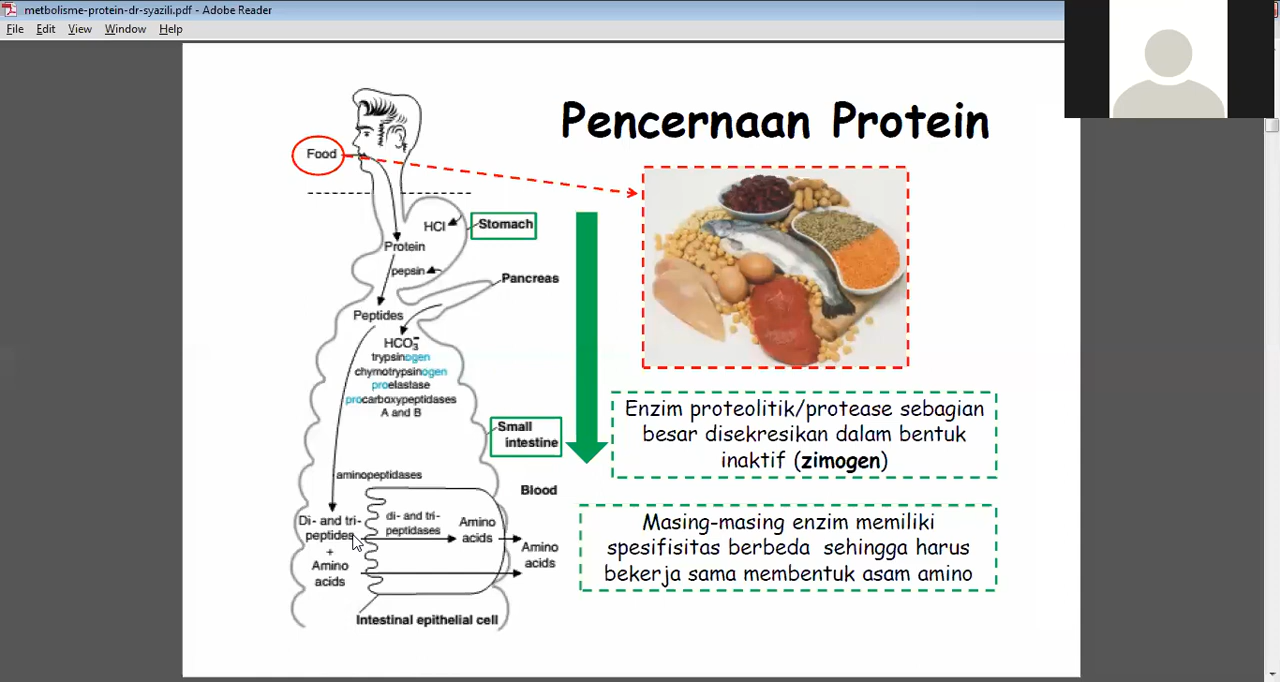 metbolisme-protein-dr-syazili.pdf - Adobe Reader
File Edit View Window Help
Pencernaan Protein
Food
HCl
Stomach
Protein
pepsin
Pancreas
Peptides
HCO₃⁻
trypsinogen
chymotrypsinogen
proelastase
procarboxypeptidases
A and B
Small
intestine
aminopeptidases
Blood
Di- and tri-
peptides
+
Amino
acids
di- and tri-
peptidases
Amino
acids
Amino
acids
Intestinal epithelial cell
Enzim proteolitik/protease sebagian
besar disekresikan dalam bentuk
inaktif (zimogen)
Masing-masing enzim memiliki
spesifisitas berbeda sehingga harus
bekerja sama membentuk asam amino